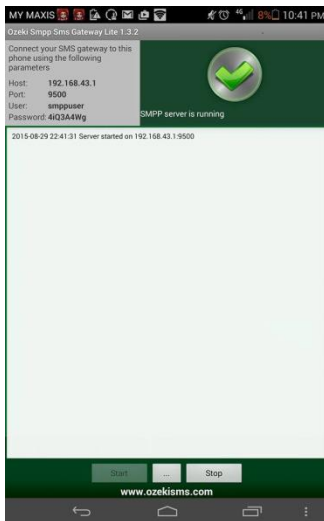 MY MAXIS 4G 8% 10:41 PM
Ozeki Smpp Sms Gateway Lite 1.3.2
Connect your SMS gateway to this
phone using the following
parameters
Host: 192.168.43.1
Port: 9500
User: smppuser
Password: 4iQ3A4Wg
SMPP server is running
2015-08-29 22:41:31 Server started on 192.168.43.1:9500
Start ... Stop
www.ozekisms.com